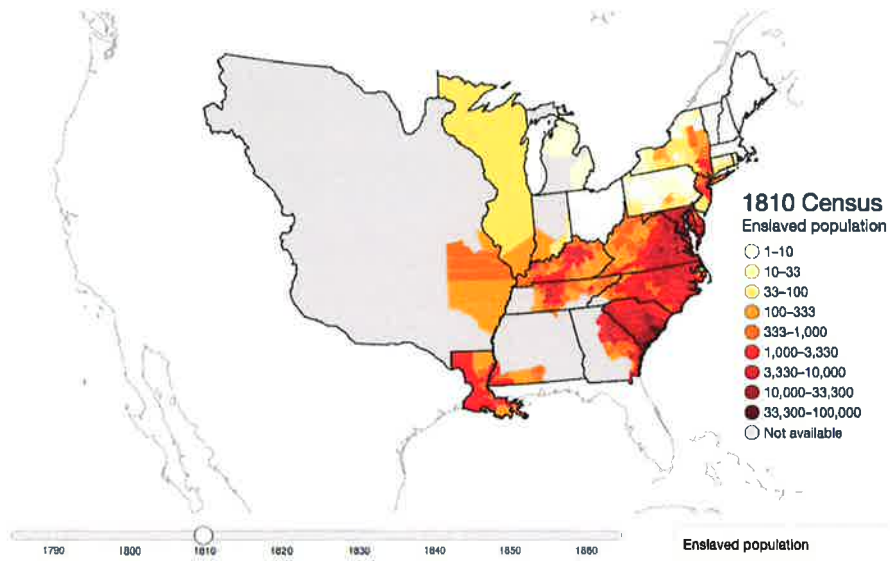 1810 Census
Enslaved population
1–10
10–33
33–100
100–333
333–1,000
1,000–3,330
3,330–10,000
10,000–33,300
33,300–100,000
Not available
1790 1800 1810 1820 1830 1840 1850 1860
Enslaved population